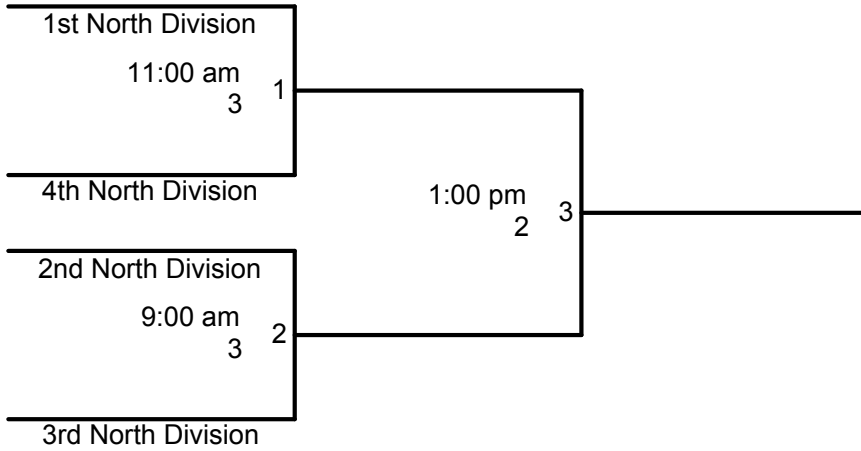 1st North Division
11:00 am
3
1
4th North Division
1:00 pm
2
3
2nd North Division
9:00 am
3
2
3rd North Division